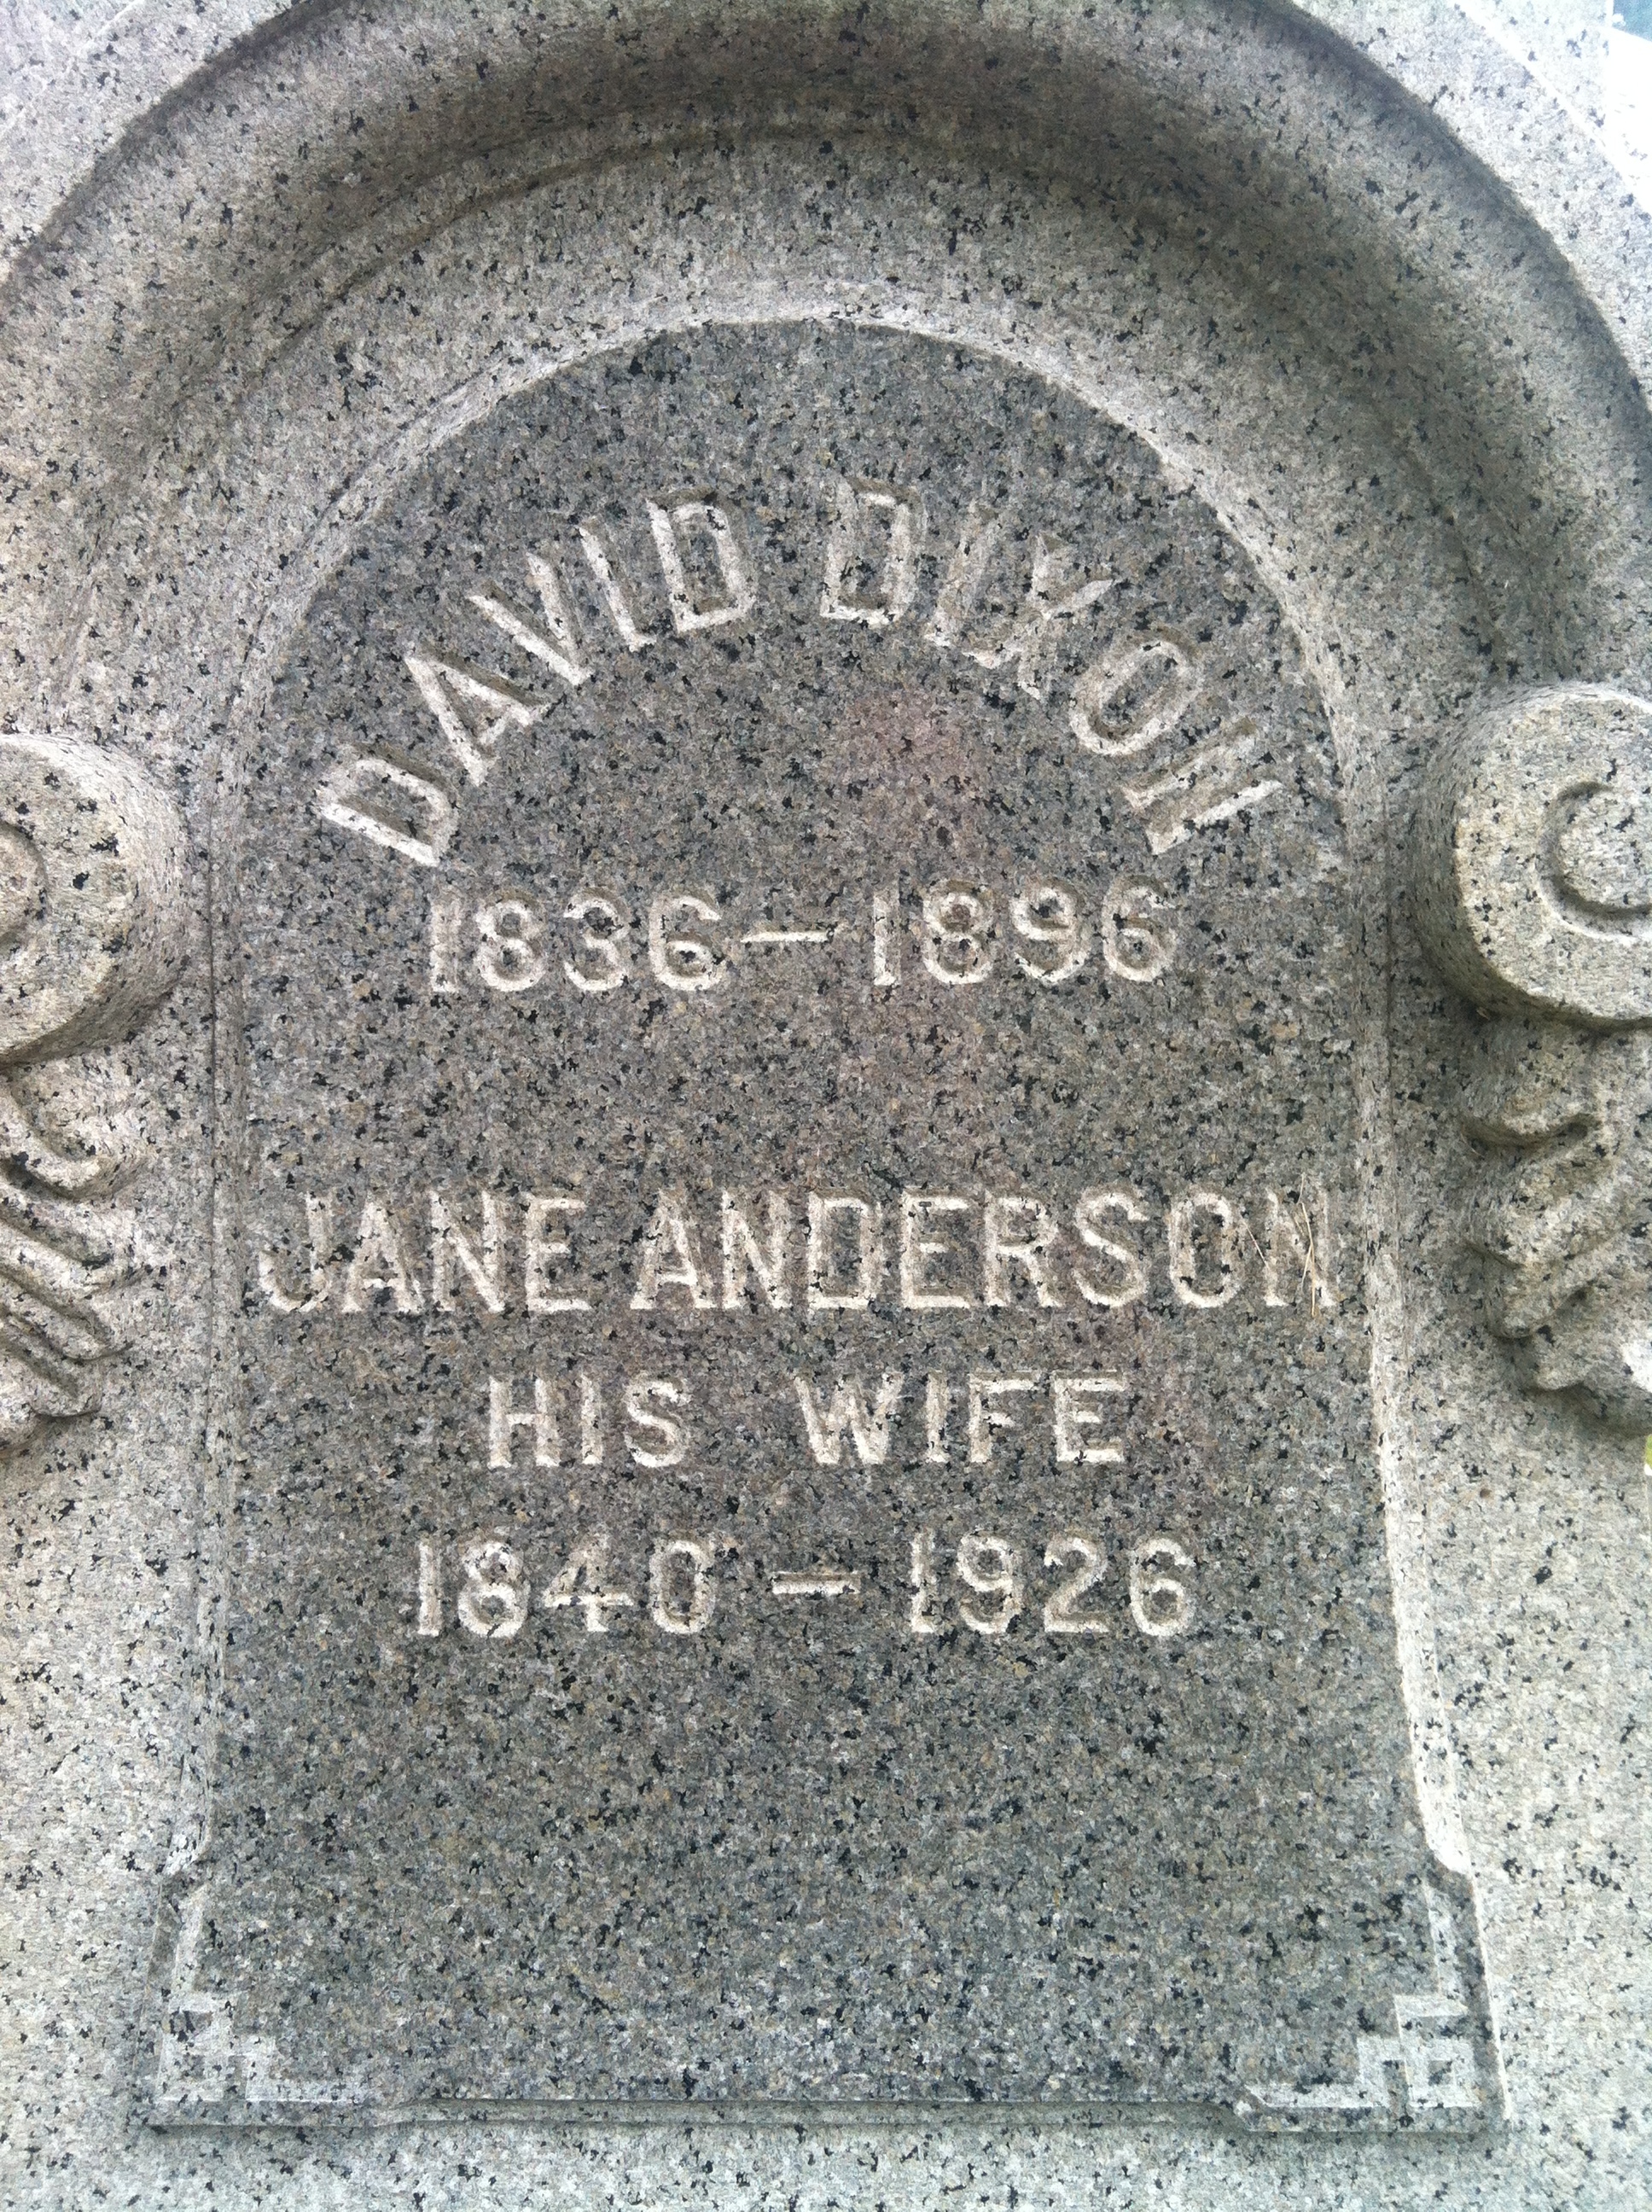 DAVID DIXON
1836—1896
JANE ANDERSON
HIS WIFE
1840—1926